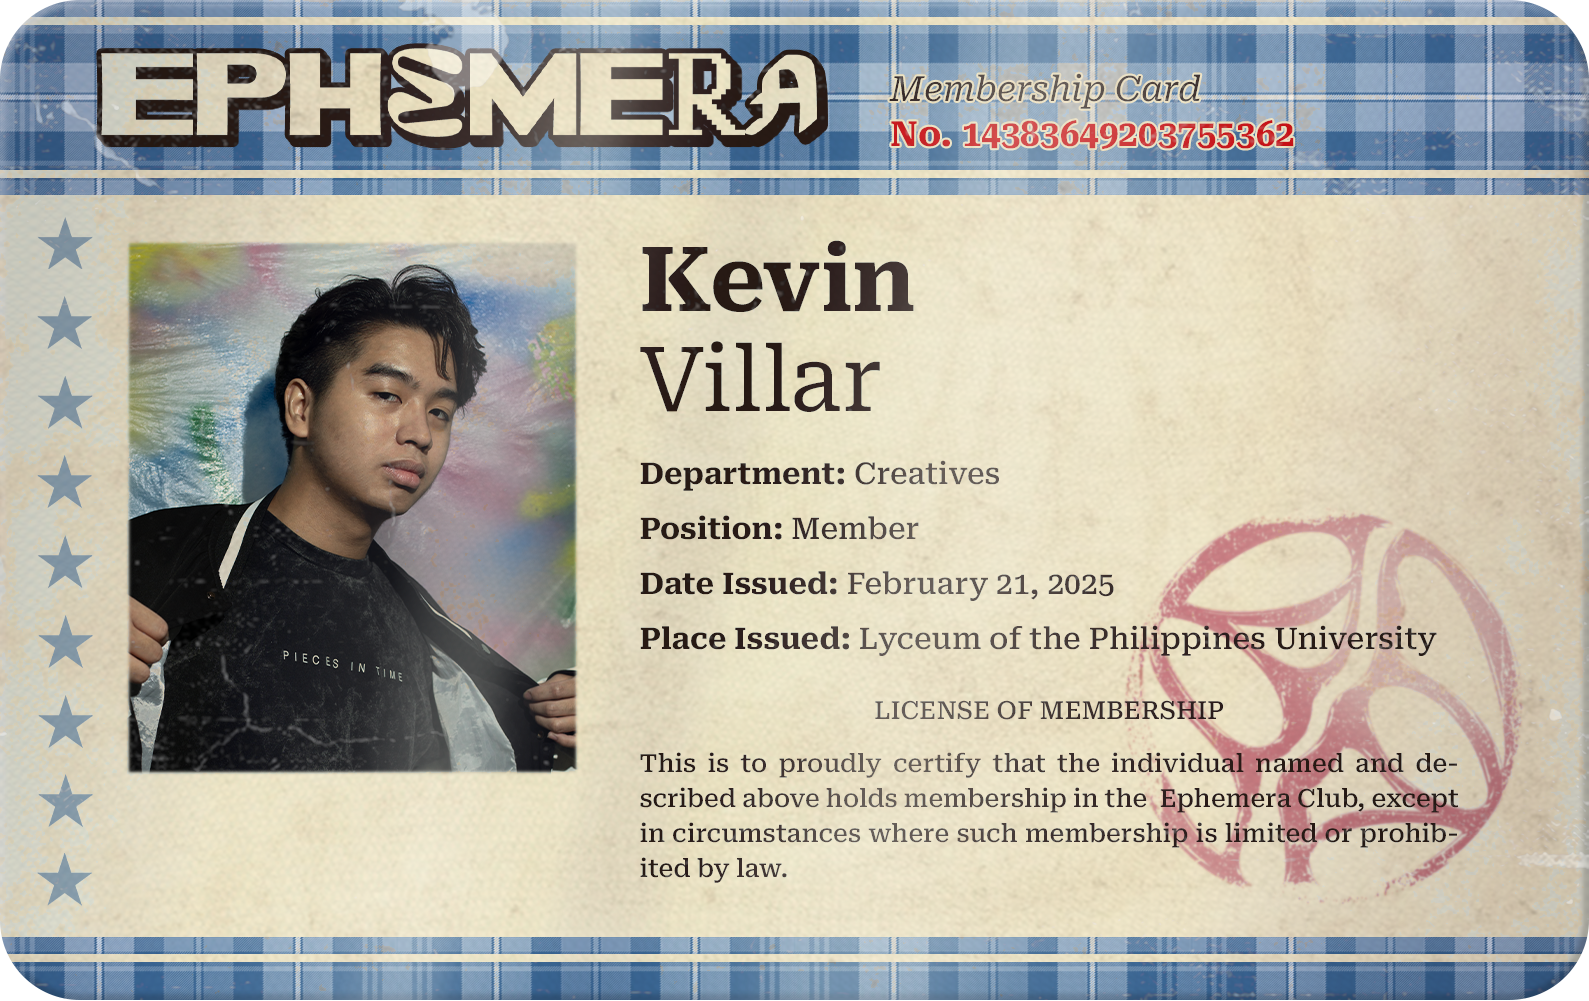 EPHEMERA
Membership Card
No. 14383649203755362
Kevin
Villar
Department: Creatives
Position: Member
Date Issued: February 21, 2025
Place Issued: Lyceum of the Philippines University
PIECES IN TIME
LICENSE OF MEMBERSHIP
This is to proudly certify that the individual named and de-
scribed above holds membership in the Ephemera Club, except
in circumstances where such membership is limited or prohib-
ited by law.